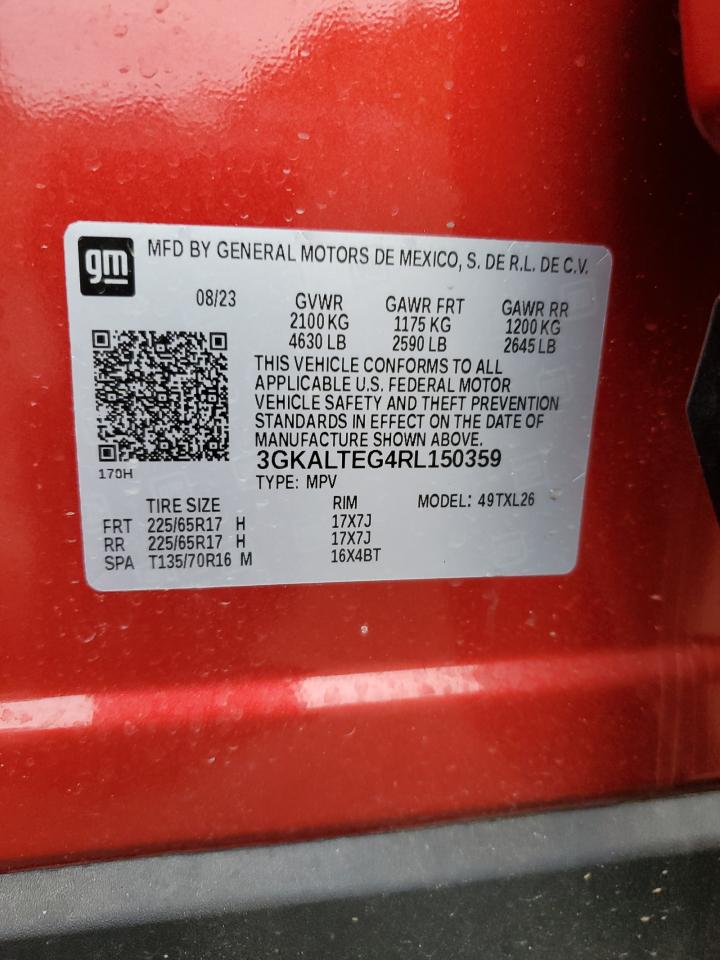 gm
MFD BY GENERAL MOTORS DE MEXICO, S. DE R.L. DE C.V.
08/23 GVWR GAWR FRT GAWR RR
2100 KG 1175 KG 1200 KG
4630 LB 2590 LB 2645 LB
THIS VEHICLE CONFORMS TO ALL
APPLICABLE U.S. FEDERAL MOTOR
VEHICLE SAFETY AND THEFT PREVENTION
STANDARDS IN EFFECT ON THE DATE OF
MANUFACTURE SHOWN ABOVE.
170H
3GKALTEG4RL150359
TYPE: MPV
TIRE SIZE RIM MODEL: 49TXL26
FRT 225/65R17 H 17X7J
RR 225/65R17 H 17X7J
SPA T135/70R16 M 16X4BT